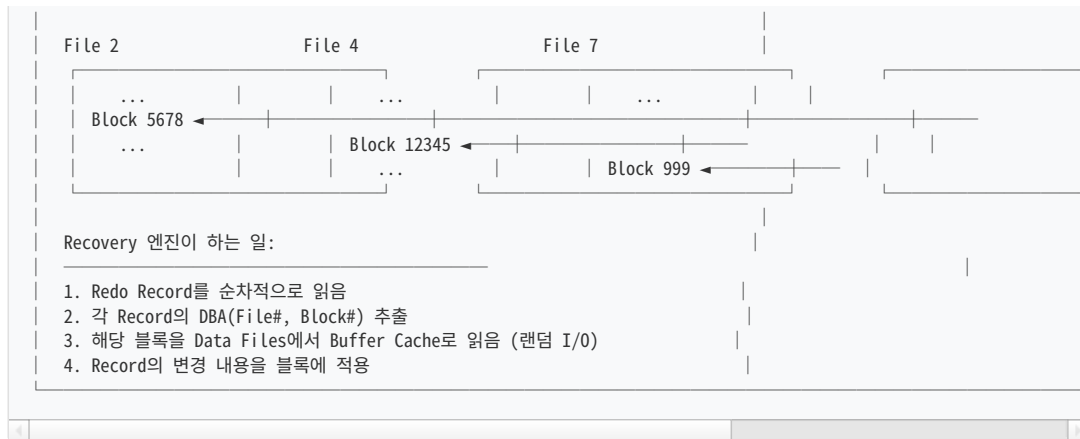 File 2 File 4 File 7
... ... ...
Block 5678
... Block 12345
... Block 999
Recovery 엔진이 하는 일:
1. Redo Record를 순차적으로 읽음
2. 각 Record의 DBA(File#, Block#) 추출
3. 해당 블록을 Data Files에서 Buffer Cache로 읽음 (랜덤 I/O)
4. Record의 변경 내용을 블록에 적용